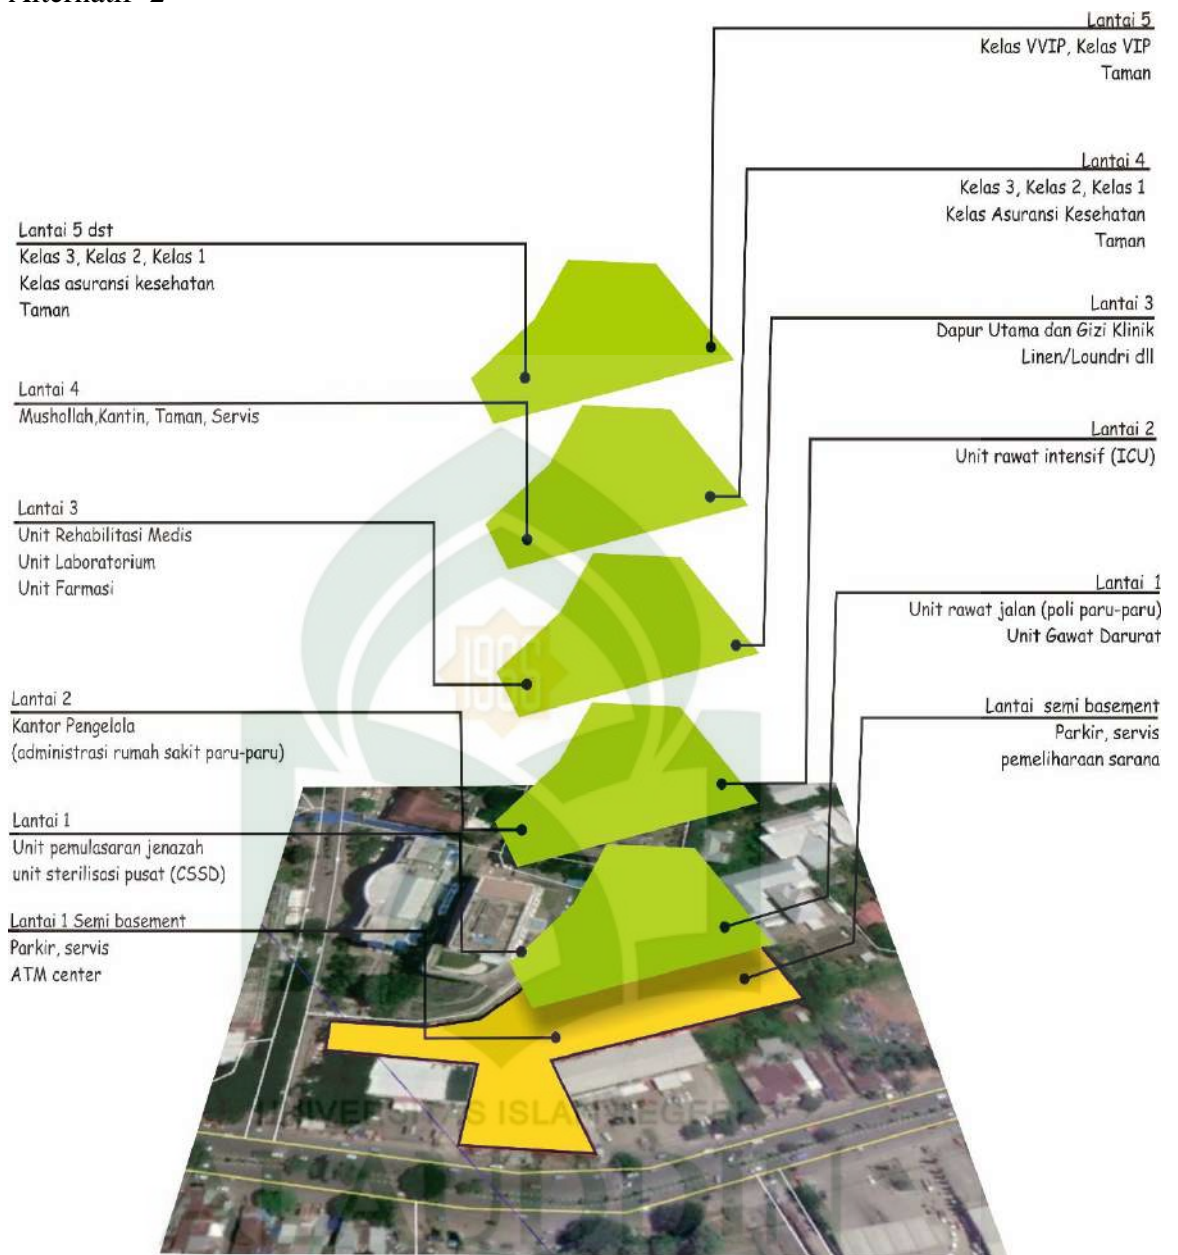 Alternatif 2
Lantai 5
Kelas VVIP, Kelas VIP
Taman
Lantai 4
Kelas 3, Kelas 2, Kelas 1
Kelas Asuransi Kesehatan
Taman
Lantai 3
Dapur Utama dan Gizi Klinik
Linen/Loundri dll
Lantai 2
Unit rawat intensif (ICU)
Lantai 1
Unit rawat jalan (poli paru-paru)
Unit Gawat Darurat
Lantai semi basement
Parkir, servis
pemeliharaan sarana
Lantai 5 dst
Kelas 3, Kelas 2, Kelas 1
Kelas asuransi kesehatan
Taman
Lantai 4
Mushollah,Kantin, Taman, Servis
Lantai 3
Unit Rehabilitasi Medis
Unit Laboratorium
Unit Farmasi
Lantai 2
Kantor Pengelola
(administrasi rumah sakit paru-paru)
Lantai 1
Unit pemulasaran jenazah
unit sterilisasi pusat (CSSD)
Lantai 1 Semi basement
Parkir, servis
ATM center
1965
UNIVERSITAS ISLAM NEGERI